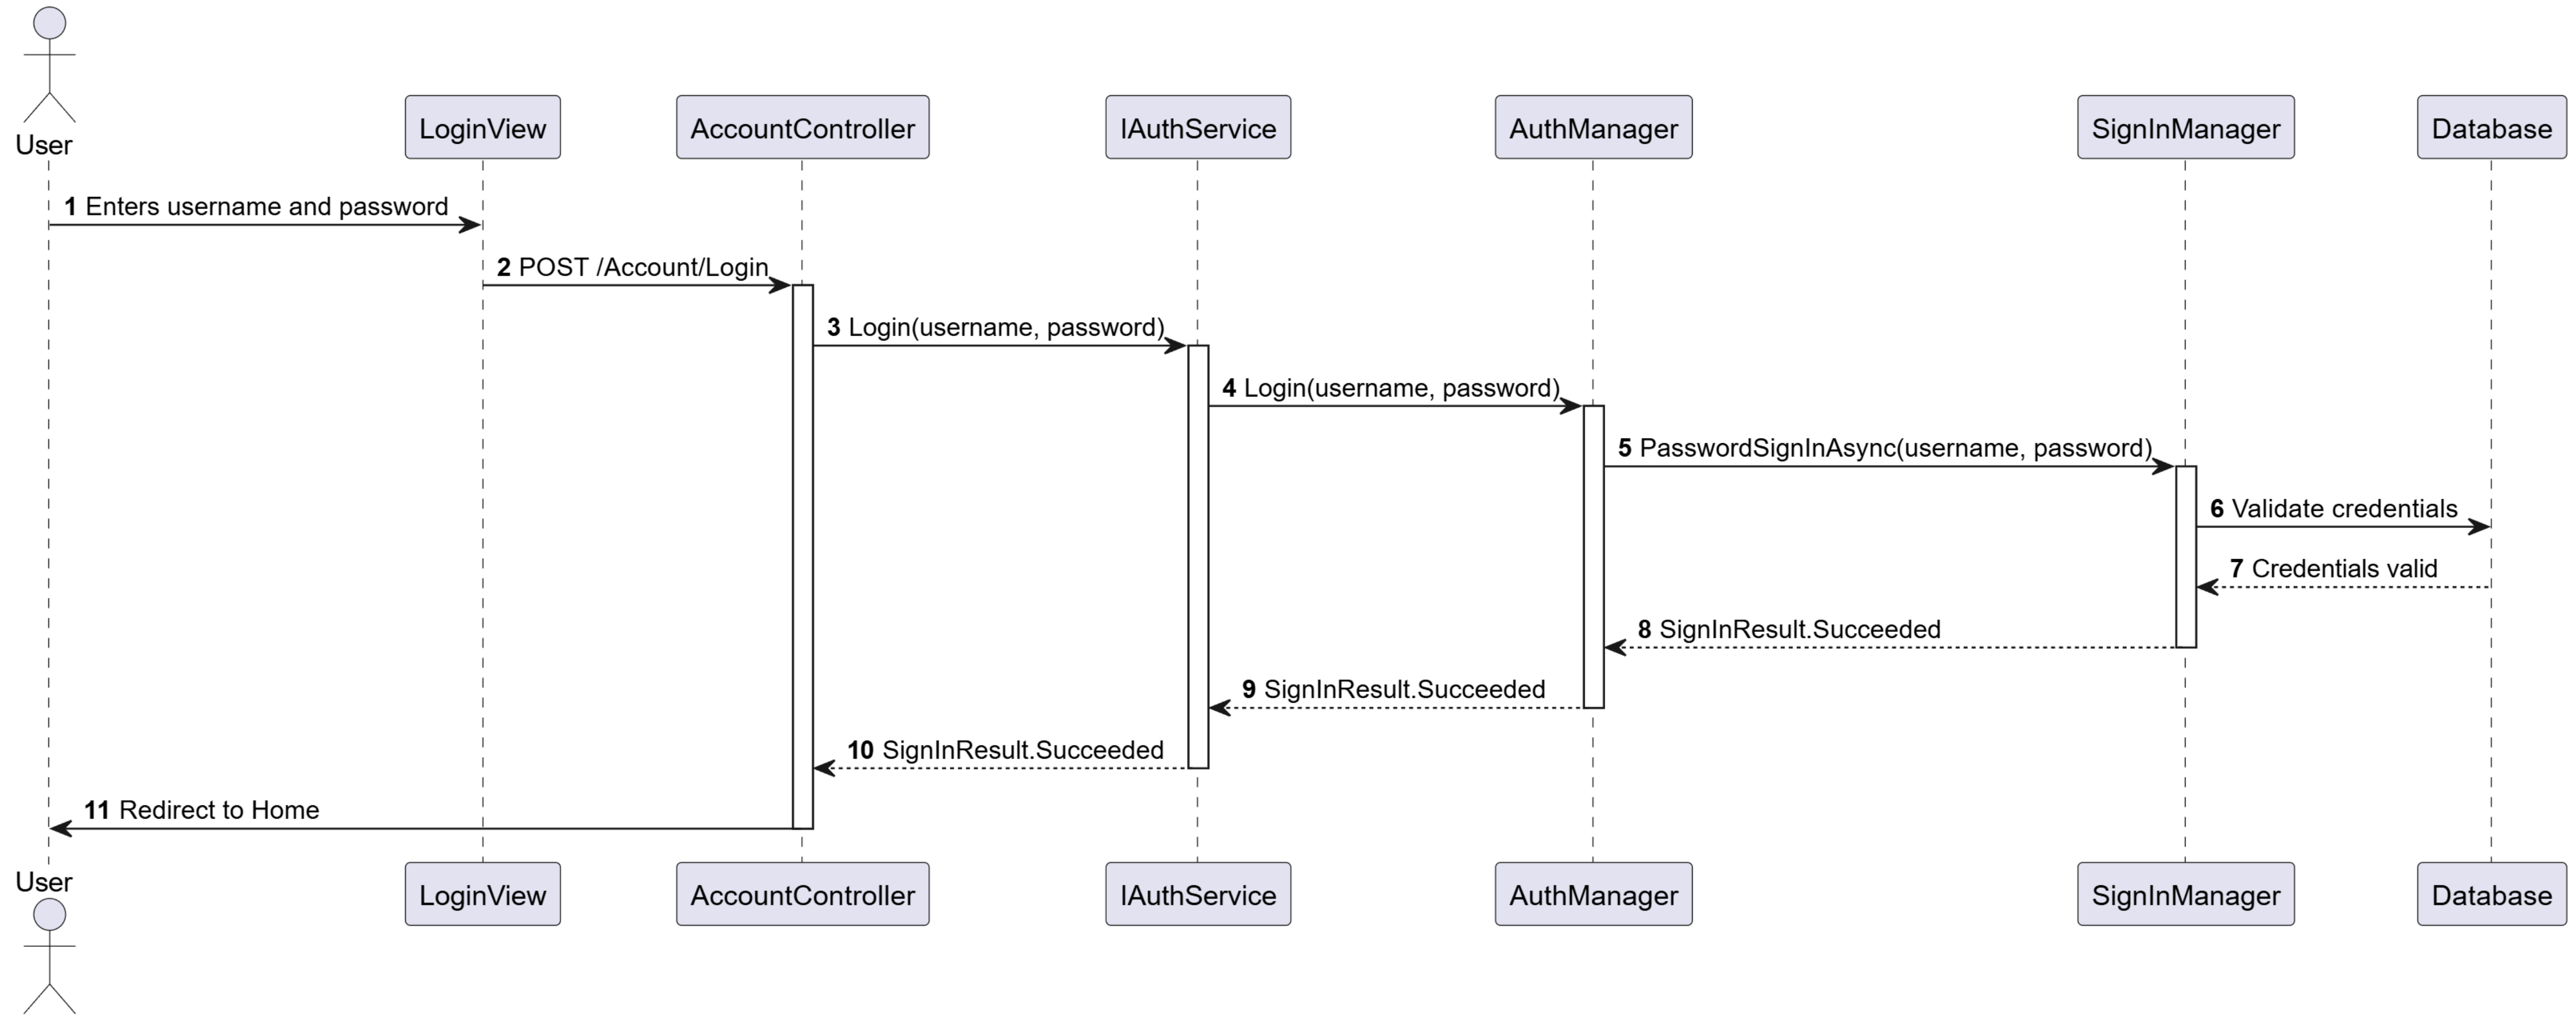 User
LoginView
AccountController
IAuthService
AuthManager
SignInManager
Database
1 Enters username and password
2 POST /Account/Login
3 Login(username, password)
4 Login(username, password)
5 PasswordSignInAsync(username, password)
6 Validate credentials
7 Credentials valid
8 SignInResult.Succeeded
9 SignInResult.Succeeded
10 SignInResult.Succeeded
11 Redirect to Home
User
LoginView
AccountController
IAuthService
AuthManager
SignInManager
Database